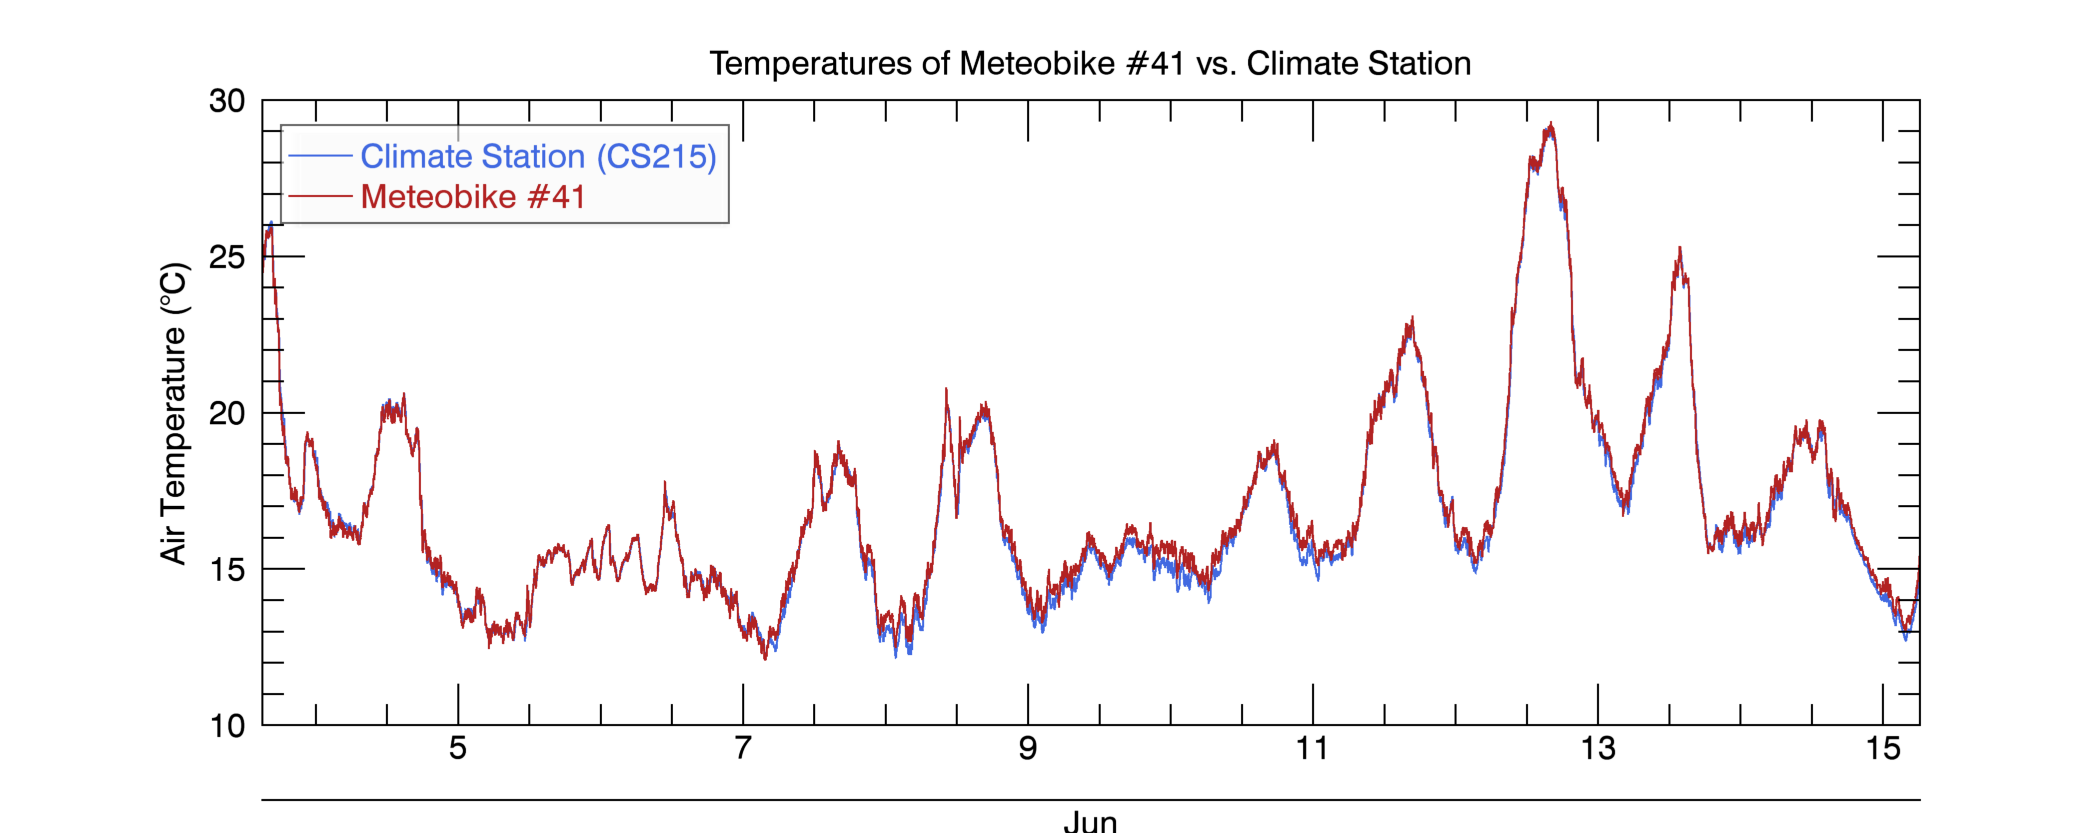 Temperatures of Meteobike #41 vs. Climate Station
30
Climate Station (CS215)
Meteobike #41
25
20
15
10
Air Temperature (°C)
5 7 9 11 13 15
Jun